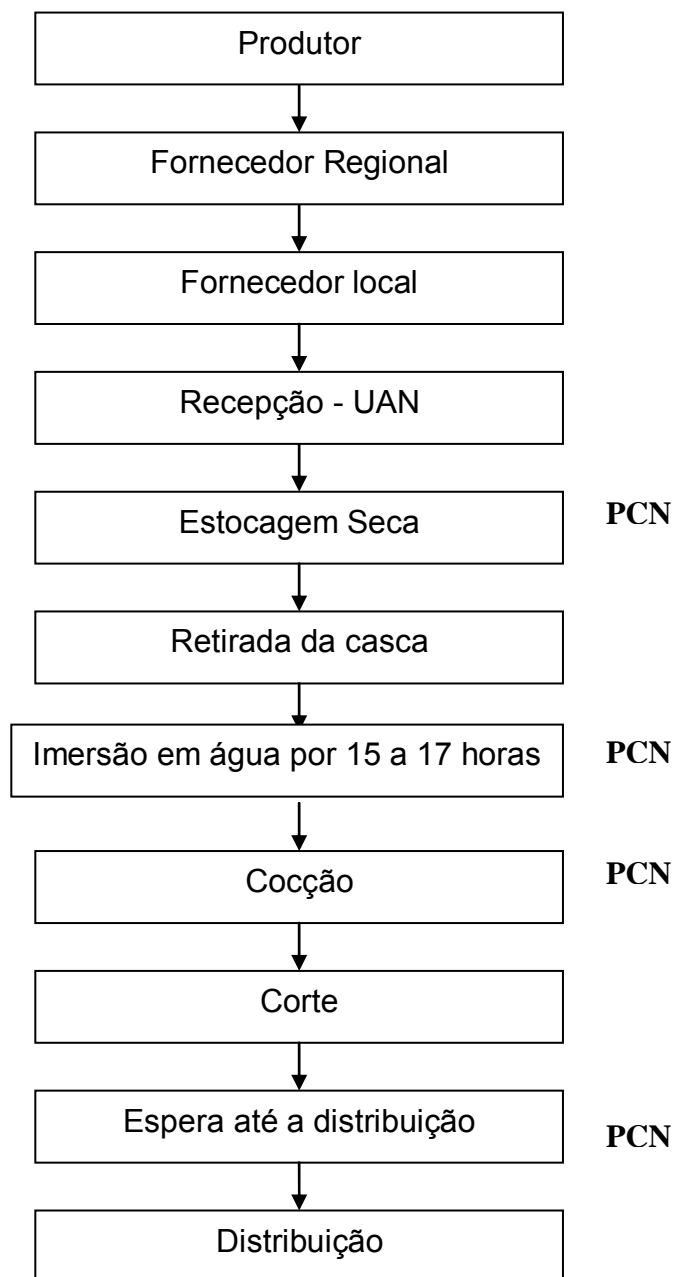 Produtor
Fornecedor Regional
Fornecedor local
Recepção - UAN
Estocagem Seca
PCN
Retirada da casca
Imersão em água por 15 a 17 horas
PCN
Cocção
PCN
Corte
Espera até a distribuição
PCN
Distribuição